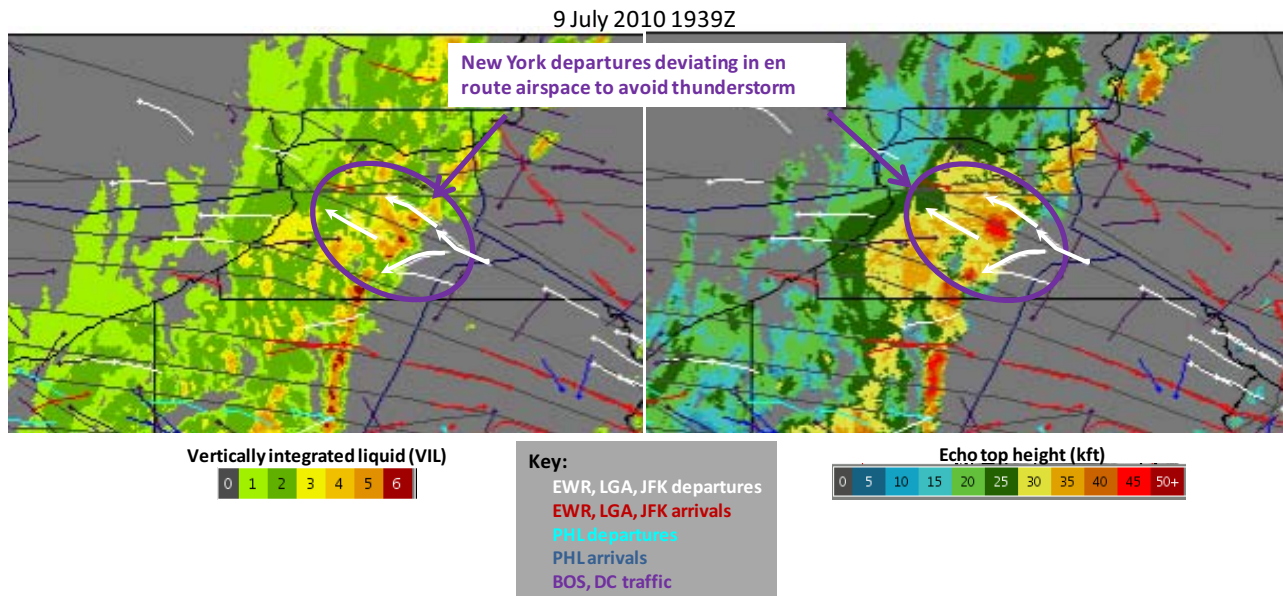 9 July 2010 1939Z
New York departures deviating in en
route airspace to avoid thunderstorm
Vertically integrated liquid (VIL)
0 1 2 3 4 5 6
Key:
EWR, LGA, JFK departures
EWR, LGA, JFK arrivals
PHL departures
PHL arrivals
BOS, DC traffic
Echo top height (kft)
0 5 10 15 20 25 30 35 40 45 50+